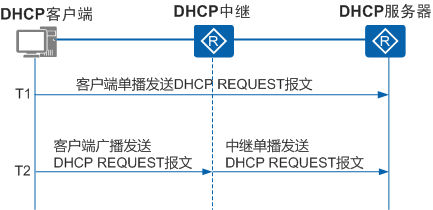 DHCP客户端
DHCP中继
DHCP服务器
R
R
T1
客户端单播发送DHCP REQUEST报文
T2
客户端广播发送
DHCP REQUEST报文
中继单播发送
DHCP REQUEST报文